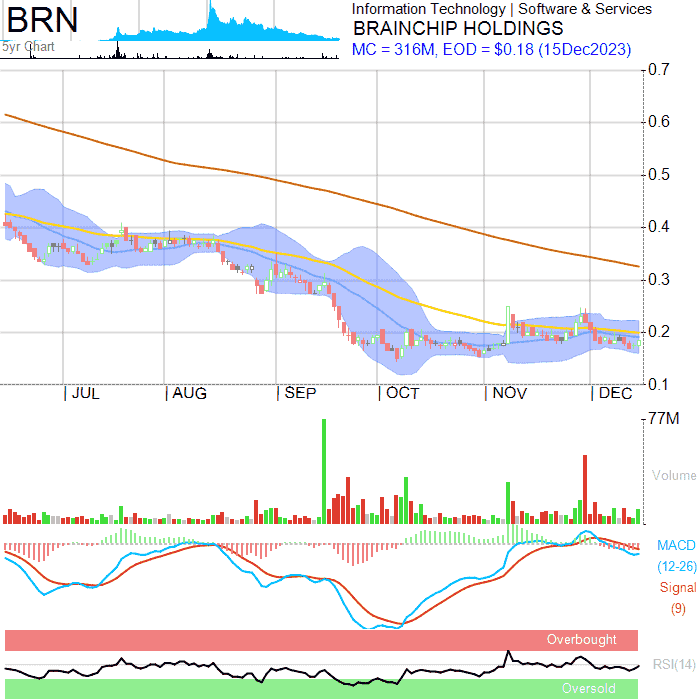 BRN
5yr Chart
Information Technology | Software & Services
BRAINCHIP HOLDINGS
MC = 316M, EOD = $0.18 (15Dec2023)
0.7
0.6
0.5
0.4
0.3
0.2
0.1
| JUL | AUG | SEP | OCT | NOV | DEC
77M
Volume
MACD
(12-26)
Signal
(9)
Overbought
RSI(14)
Oversold